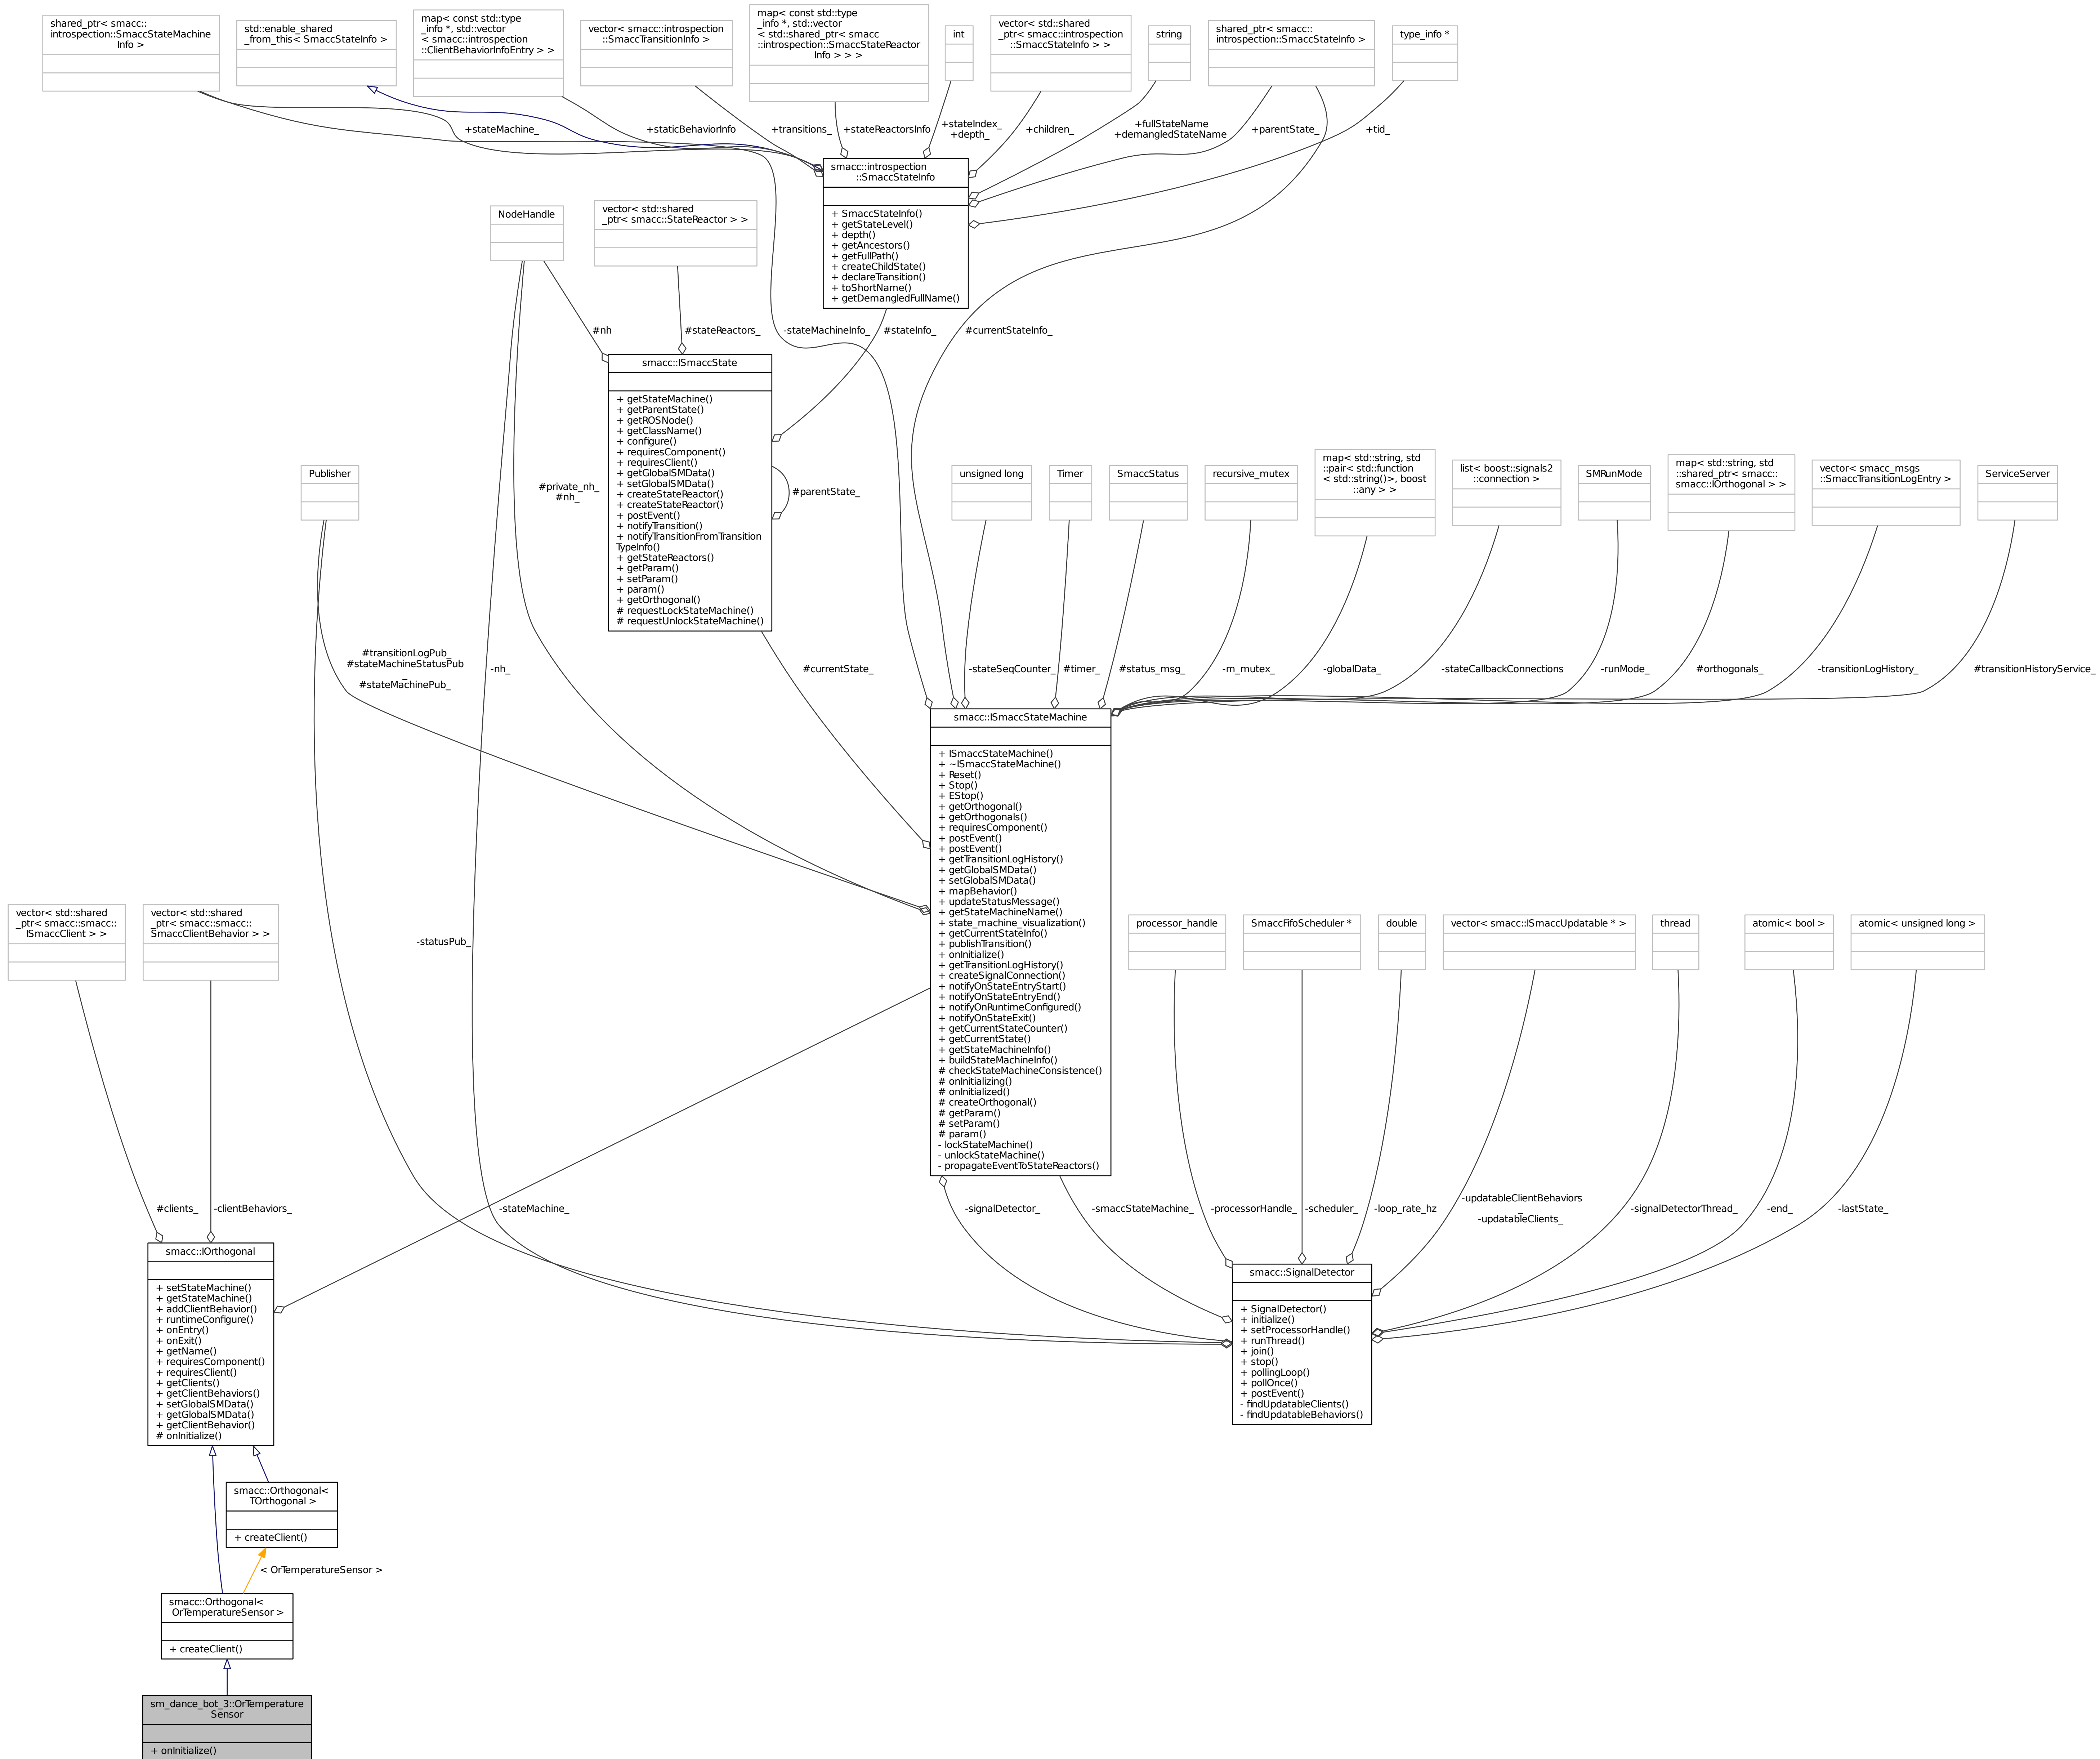 shared_ptr< smacc::
introspection::SmaccStateMachine
Info >
std::enable_shared
_from_this< SmaccStateInfo >
map< const std::type
_info *, std::vector
< smacc::introspection
::ClientBehaviorInfoEntry > >
vector< smacc::introspection
::SmaccTransitionInfo >
map< const std::type
_info *, std::vector
< std::shared_ptr< smacc
::introspection::SmaccStateReactor
Info > > >
int
vector< std::shared
_ptr< smacc::introspection
::SmaccStateInfo > >
string
shared_ptr< smacc::
introspection::SmaccStateInfo >
type_info *
+stateMachine_
+staticBehaviorInfo
+transitions_
+stateReactorsInfo
+stateIndex_
+depth_
+children_
+fullStateName
+demangledStateName
+parentState_
+tid_
smacc::introspection
::SmaccStateInfo
+ SmaccStateInfo()
+ getStateLevel()
+ depth()
+ getAncestors()
+ getFullPath()
+ createChildState()
+ declareTransition()
+ toShortName()
+ getDemangledFullName()
NodeHandle
vector< std::shared
_ptr< smacc::StateReactor > >
#nh
#stateReactors_
-stateMachineInfo_
#stateInfo_
#currentStateInfo_
smacc::ISmaccState
+ getStateMachine()
+ getParentState()
+ getROSNode()
+ getClassName()
+ configure()
+ requiresComponent()
+ requiresClient()
+ getGlobalSMData()
+ setGlobalSMData()
+ createStateReactor()
+ createStateReactor()
+ postEvent()
+ notifyTransition()
+ notifyTransitionFromTransition
TypeInfo()
+ getStateReactors()
+ getParam()
+ setParam()
+ param()
+ getOrthogonal()
# requestLockStateMachine()
# requestUnlockStateMachine()
#parentState_
Publisher
#private_nh_
#nh_
unsigned long
Timer
SmaccStatus
recursive_mutex
map< std::string, std
::pair< std::function
< std::string()>, boost
::any > >
list< boost::signals2
::connection >
SMRunMode
map< std::string, std
::shared_ptr< smacc::
smacc::IOrthogonal > >
vector< smacc_msgs
::SmaccTransitionLogEntry >
ServiceServer
#transitionLogPub_
#stateMachineStatusPub
_
#stateMachinePub_
-nh_
#currentState_
-stateSeqCounter_
#timer_
#status_msg_
-m_mutex_
-globalData_
-stateCallbackConnections
-runMode_
#orthogonals_
-transitionLogHistory_
#transitionHistoryService_
smacc::ISmaccStateMachine
+ ISmaccStateMachine()
+ ~ISmaccStateMachine()
+ Reset()
+ Stop()
+ EStop()
+ getOrthogonal()
+ getOrthogonals()
+ requiresComponent()
+ postEvent()
+ postEvent()
+ getTransitionLogHistory()
+ getGlobalSMData()
+ setGlobalSMData()
+ mapBehavior()
+ updateStatusMessage()
+ getStateMachineName()
+ state_machine_visualization()
+ getCurrentStateInfo()
+ publishTransition()
+ onInitialize()
+ getTransitionLogHistory()
+ createSignalConnection()
+ notifyOnStateEntryStart()
+ notifyOnStateEntryEnd()
+ notifyOnRuntimeConfigured()
+ notifyOnStateExit()
+ getCurrentStateCounter()
+ getCurrentState()
+ getStateMachineInfo()
+ buildStateMachineInfo()
# checkStateMachineConsistence()
# onInitializing()
# onInitialized()
# createOrthogonal()
# getParam()
# setParam()
# param()
- lockStateMachine()
- unlockStateMachine()
- propagateEventToStateReactors()
vector< std::shared
_ptr< smacc::smacc::
ISmaccClient > >
vector< std::shared
_ptr< smacc::smacc::
SmaccClientBehavior > >
-statusPub_
processor_handle
SmaccFifoScheduler *
double
vector< smacc::ISmaccUpdatable * >
thread
atomic< bool >
atomic< unsigned long >
#clients_
-clientBehaviors_
-stateMachine_
-signalDetector_
-smaccStateMachine_
-processorHandle_
-scheduler_
-loop_rate_hz
-updatableClientBehaviors
_
-updatableClients_
-signalDetectorThread_
-end_
-lastState_
smacc::IOrthogonal
+ setStateMachine()
+ getStateMachine()
+ addClientBehavior()
+ runtimeConfigure()
+ onEntry()
+ onExit()
+ getName()
+ requiresComponent()
+ requiresClient()
+ getClients()
+ getClientBehaviors()
+ setGlobalSMData()
+ getGlobalSMData()
+ getClientBehavior()
# onInitialize()
smacc::SignalDetector
+ SignalDetector()
+ initialize()
+ setProcessorHandle()
+ runThread()
+ join()
+ stop()
+ pollingLoop()
+ pollOnce()
+ postEvent()
- findUpdatableClients()
- findUpdatableBehaviors()
smacc::Orthogonal<
TOrthogonal >
+ createClient()
< OrTemperatureSensor >
smacc::Orthogonal<
OrTemperatureSensor >
+ createClient()
sm_dance_bot_3::OrTemperature
Sensor
+ onInitialize()